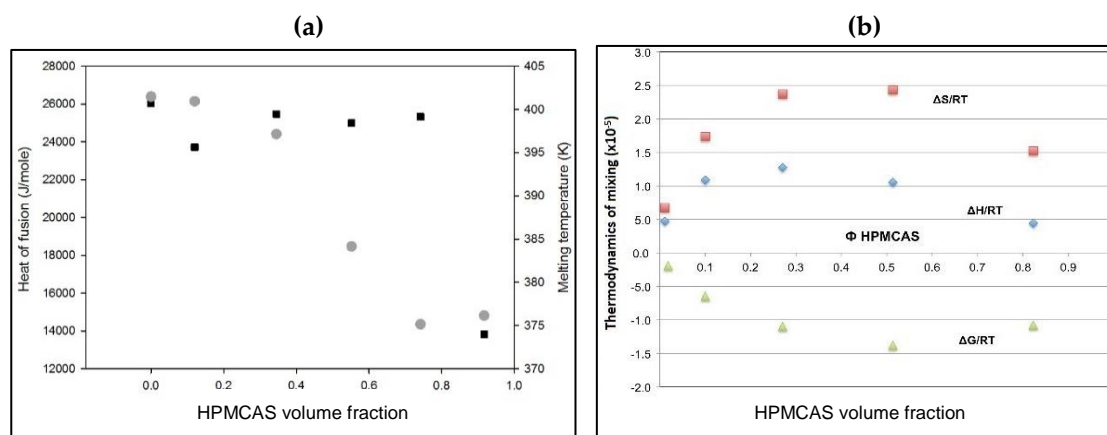 (a)
(b)
28000
26000
24000
22000
20000
18000
16000
14000
12000
Heat of fusion (J/mole)
405
400
395
390
385
380
375
370
Melting temperature (K)
0.0 0.2 0.4 0.6 0.8 1.0
HPMCAS volume fraction
3.0
2.5
2.0
1.5
1.0
0.5
0.0
-5.0
-1.0
-1.5
-2.0
Thermodynamics of mixing (x10⁻⁵)
ΔS/RT
ΔH/RT
Φ HPMCAS
0.1 0.2 0.3 0.4 0.5 0.6 0.7 0.8 0.9
ΔG/RT
HPMCAS volume fraction